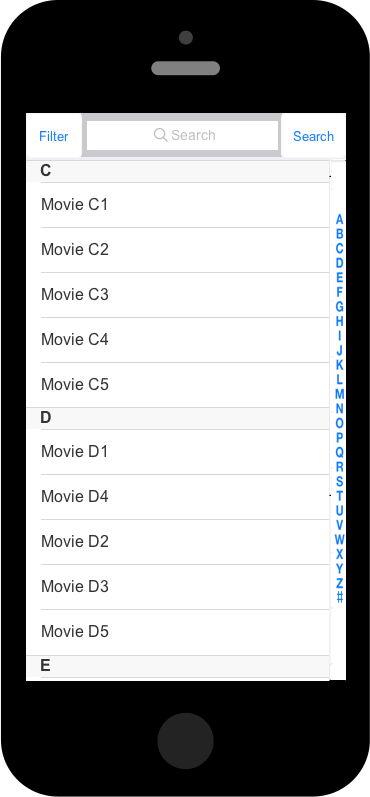 Filter
Search
Search
C
Movie C1
Movie C2
Movie C3
Movie C4
Movie C5
D
Movie D1
Movie D4
Movie D2
Movie D3
Movie D5
E
A
B
C
D
E
F
G
H
I
J
K
L
M
N
O
P
Q
R
S
T
U
V
W
X
Y
Z
#